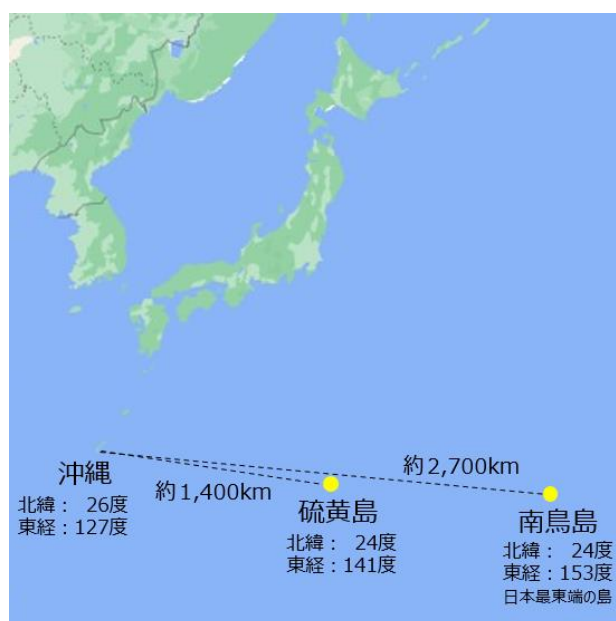 約2,700km
沖縄
約1,400km
北緯： 26度
東経：127度
硫黄島
北緯： 24度
東経：141度
南鳥島
北緯： 24度
東経：153度
日本最東端の島